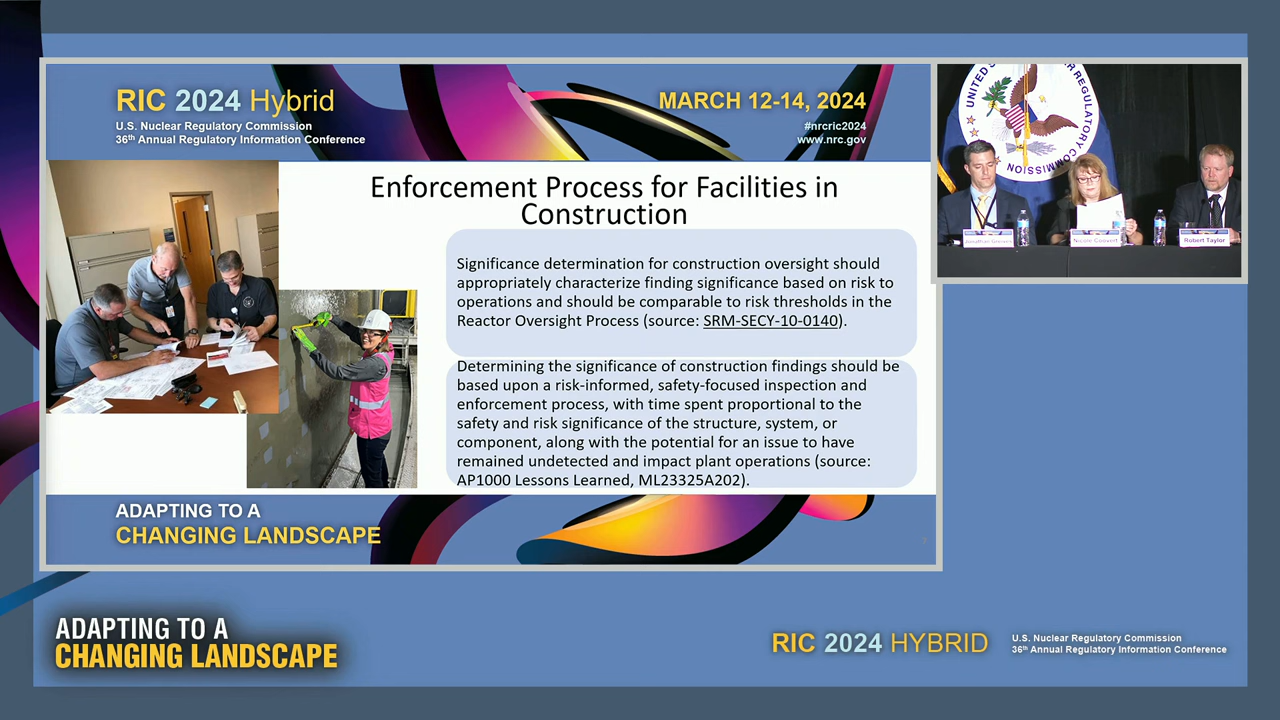 RIC 2024 Hybrid
U.S. Nuclear Regulatory Commission
36th Annual Regulatory Information Conference
MARCH 12-14, 2024
#nrcric2024
www.nrc.gov
Enforcement Process for Facilities in
Construction
Significance determination for construction oversight should
appropriately characterize finding significance based on risk to
operations and should be comparable to risk thresholds in the
Reactor Oversight Process (source: SRM-SECY-10-0140).
Determining the significance of construction findings should be
based upon a risk-informed, safety-focused inspection and
enforcement process, with time spent proportional to the
safety and risk significance of the structure, system, or
component, along with the potential for an issue to have
remained undetected and impact plant operations (source:
AP1000 Lessons Learned, ML23325A202).
ADAPTING TO A
CHANGING LANDSCAPE
7
UNITED REGULATORY COMMISSION
Robert Taylor
ADAPTING TO A
CHANGING LANDSCAPE
RIC 2024 HYBRID
U.S. Nuclear Regulatory Commission
36th Annual Regulatory Information Conference